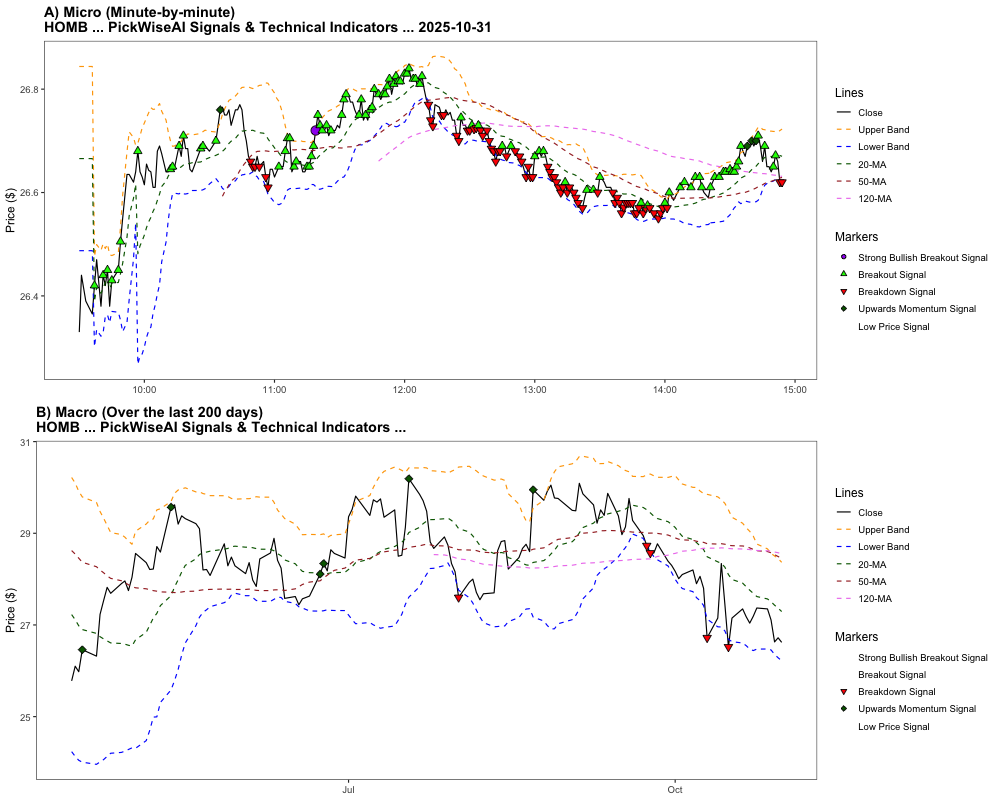 A) Micro (Minute-by-minute)
HOMB ... PickWiseAI Signals & Technical Indicators ... 2025-10-31
Price ($)
26.8
26.6
26.4
10:00
11:00
12:00
13:00
14:00
15:00
Lines
Close
Upper Band
Lower Band
20-MA
50-MA
120-MA
Markers
Strong Bullish Breakout Signal
Breakout Signal
Breakdown Signal
Upwards Momentum Signal
Low Price Signal
B) Macro (Over the last 200 days)
HOMB ... PickWiseAI Signals & Technical Indicators ...
Price ($)
31
29
27
25
Jul
Oct
Lines
Close
Upper Band
Lower Band
20-MA
50-MA
120-MA
Markers
Strong Bullish Breakout Signal
Breakout Signal
Breakdown Signal
Upwards Momentum Signal
Low Price Signal